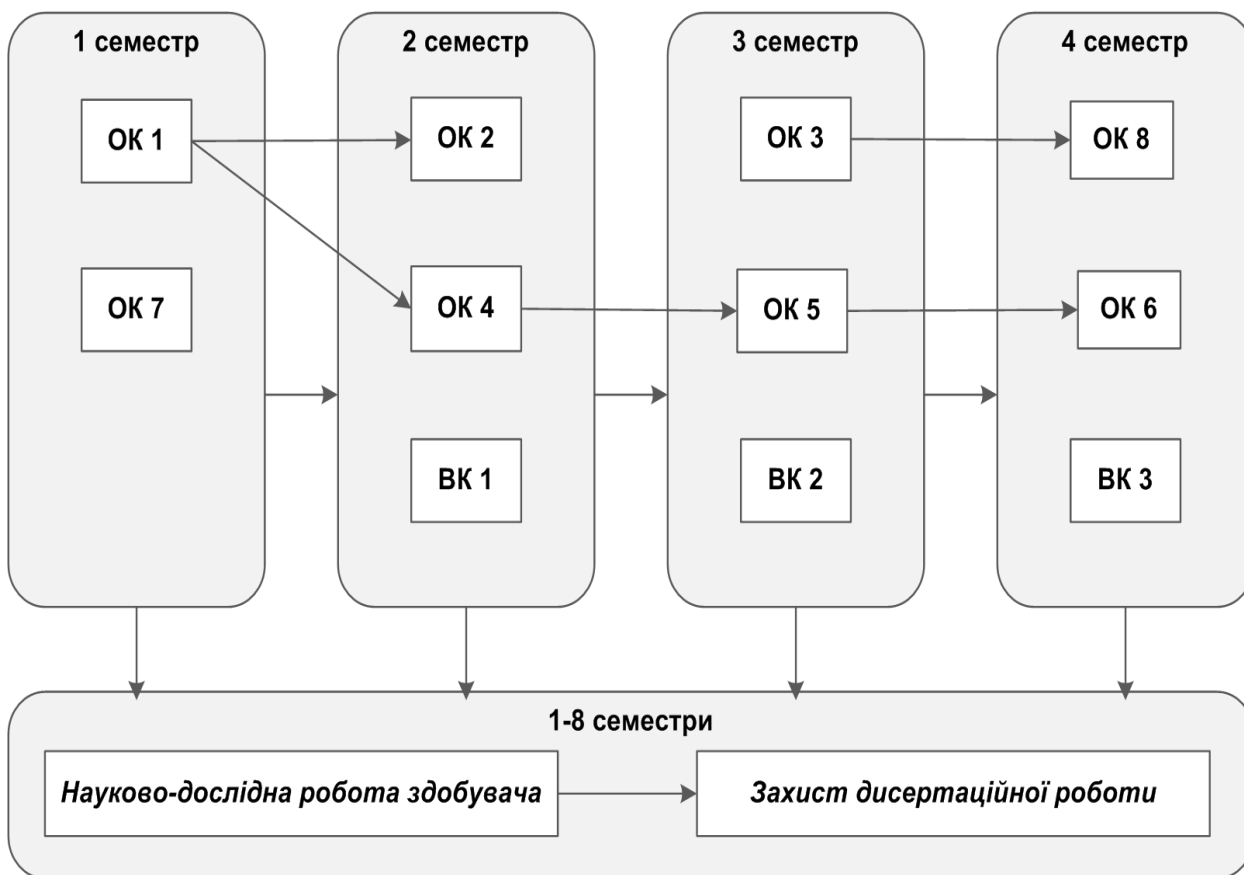 1 семестр
2 семестр
3 семестр
4 семестр
ОК 1
ОК 2
ОК 3
ОК 8
ОК 7
ОК 4
ОК 5
ОК 6
ВК 1
ВК 2
ВК 3
1-8 семестри
Науково-дослідна робота здобувача
Захист дисертаційної роботи